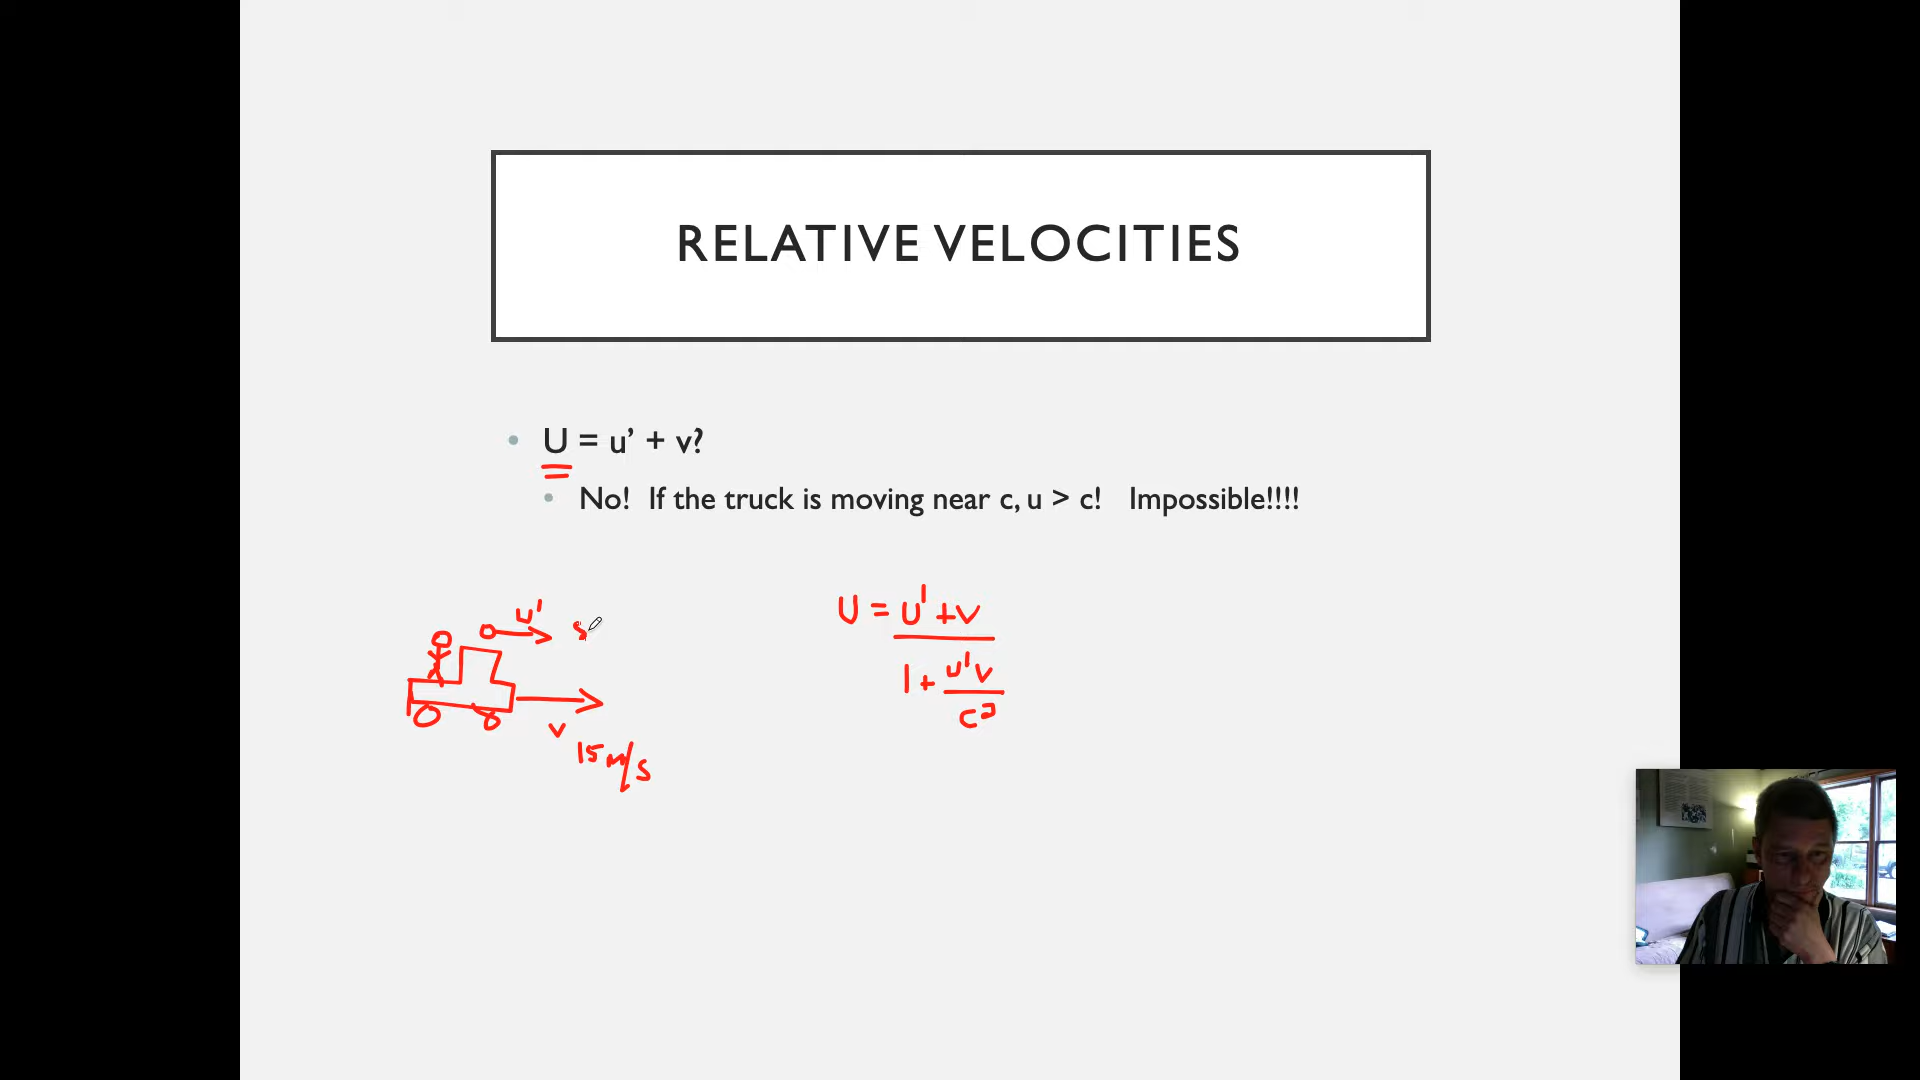 RELATIVE VELOCITIES
• U = u’ + v?
• No! If the truck is moving near c, u > c! Impossible!!!!
u'
v
15 m/s
U = u' + v
1 + u'v
c²